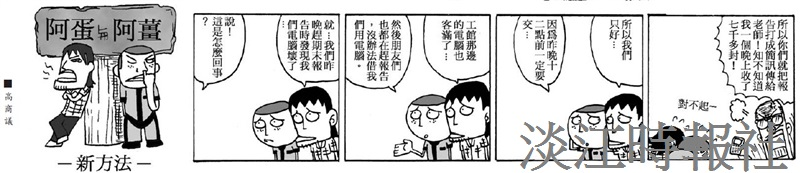 阿蛋與阿薑
—新方法—
■高商議
說！
這是怎麼回事
？
就…我們昨
晚趕期末報
告時發現我
們電腦壞了
工館那邊
的電腦也
客滿了…
然後朋友們
也都在趕報告
，沒辦法借我
們用電腦。
因為昨晚十
二點前一定要
交…
所以我們
只好…
所以你們就把報
告打成簡訊傳給
老師！知不知道
我一個晚上收了
七千多封！
對不起~
淡江時報社